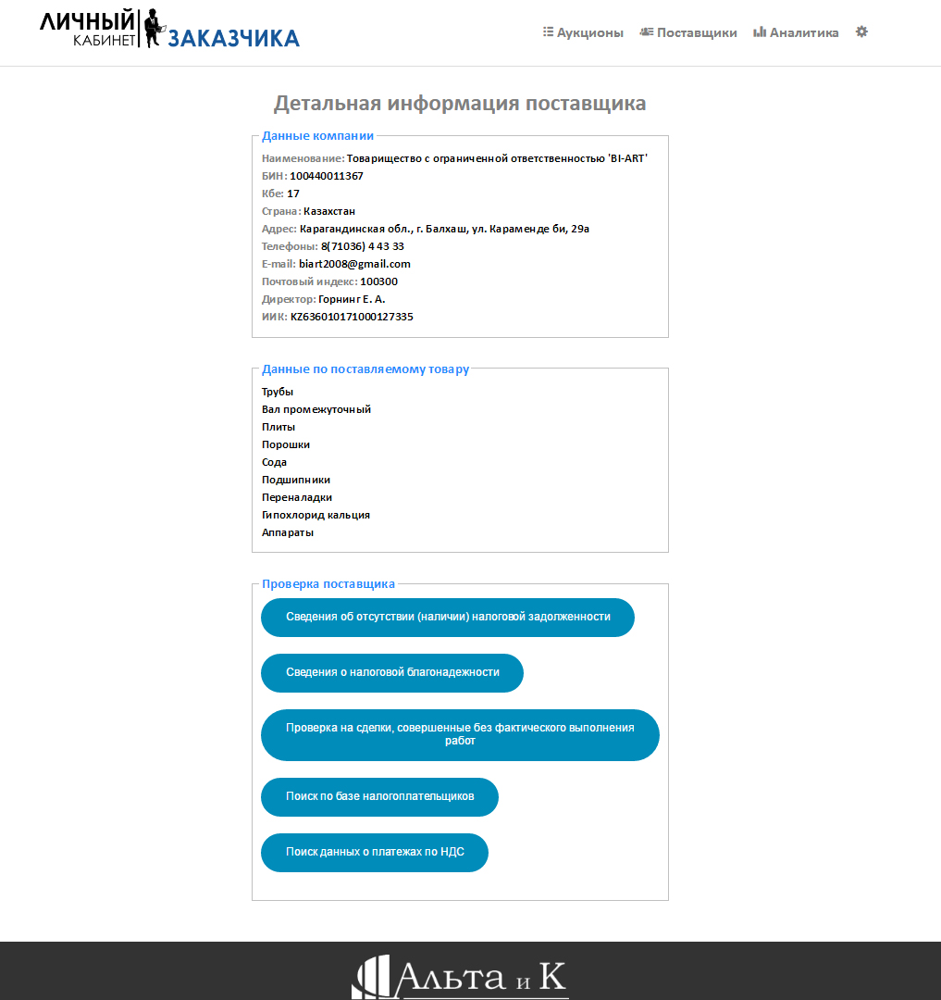 ЛИЧНЫЙ
КАБИНЕТ ЗАКАЗЧИКА
Аукционы Поставщики Аналитика
Детальная информация поставщика
Данные компании
Наименование: Товарищество с ограниченной ответственностью 'BI-ART'
БИН: 100440011367
Кбе: 17
Страна: Казахстан
Адрес: Карагандинская обл., г. Балхаш, ул. Караменде би, 29а
Телефоны: 8(71036) 4 43 33
E-mail: biart2008@gmail.com
Почтовый индекс: 100300
Директор: Горнинг Е. А.
ИИК: KZ636010171000127335
Данные по поставляемому товару
Трубы
Вал промежуточный
Плиты
Порошки
Сода
Подшипники
Переналадки
Гипохлорид кальция
Аппараты
Проверка поставщика
Сведения об отсутствии (наличии) налоговой задолженности
Сведения о налоговой благонадежности
Проверка на сделки, совершенные без фактического выполнения
работ
Поиск по базе налогоплательщиков
Поиск данных о платежах по НДС
Альта и К